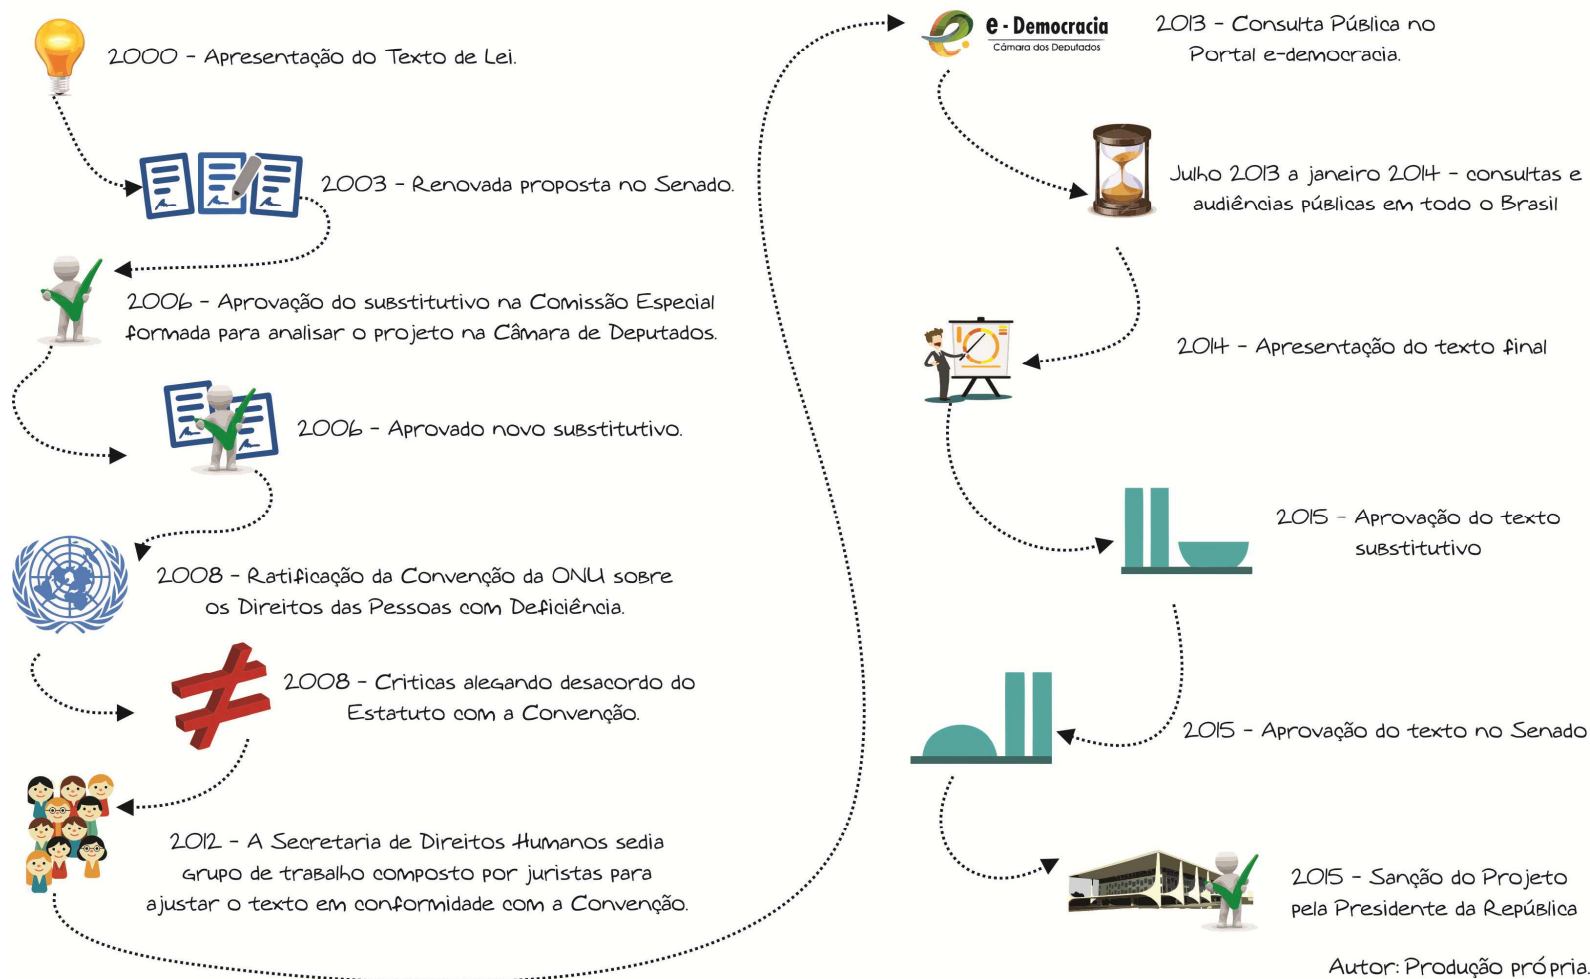 2000 - Apresentação do Texto de Lei.
2003 - Renovada proposta no Senado.
2006 - Aprovação do substitutivo na Comissão Especial
formada para analisar o projeto na Câmara de Deputados.
2006 - Aprovado novo substitutivo.
2008 - Ratificação da Convenção da ONU sobre
os Direitos das Pessoas com Deficiência.
2008 - Criticas alegando desacordo do
Estatuto com a Convenção.
2012 - A Secretaria de Direitos Humanos sedia
grupo de trabalho composto por juristas para
ajustar o texto em conformidade com a Convenção.
e - Democracia
Câmara dos Deputados
2013 - Consulta Pública no
Portal e-democracia.
Julho 2013 a janeiro 2014 - consultas e
audiências públicas em todo o Brasil
2014 - Apresentação do texto final
2015 - Aprovação do texto
substitutivo
2015 - Aprovação do texto no Senado
2015 - Sanção do Projeto
pela Presidente da República
Autor: Produção própria.